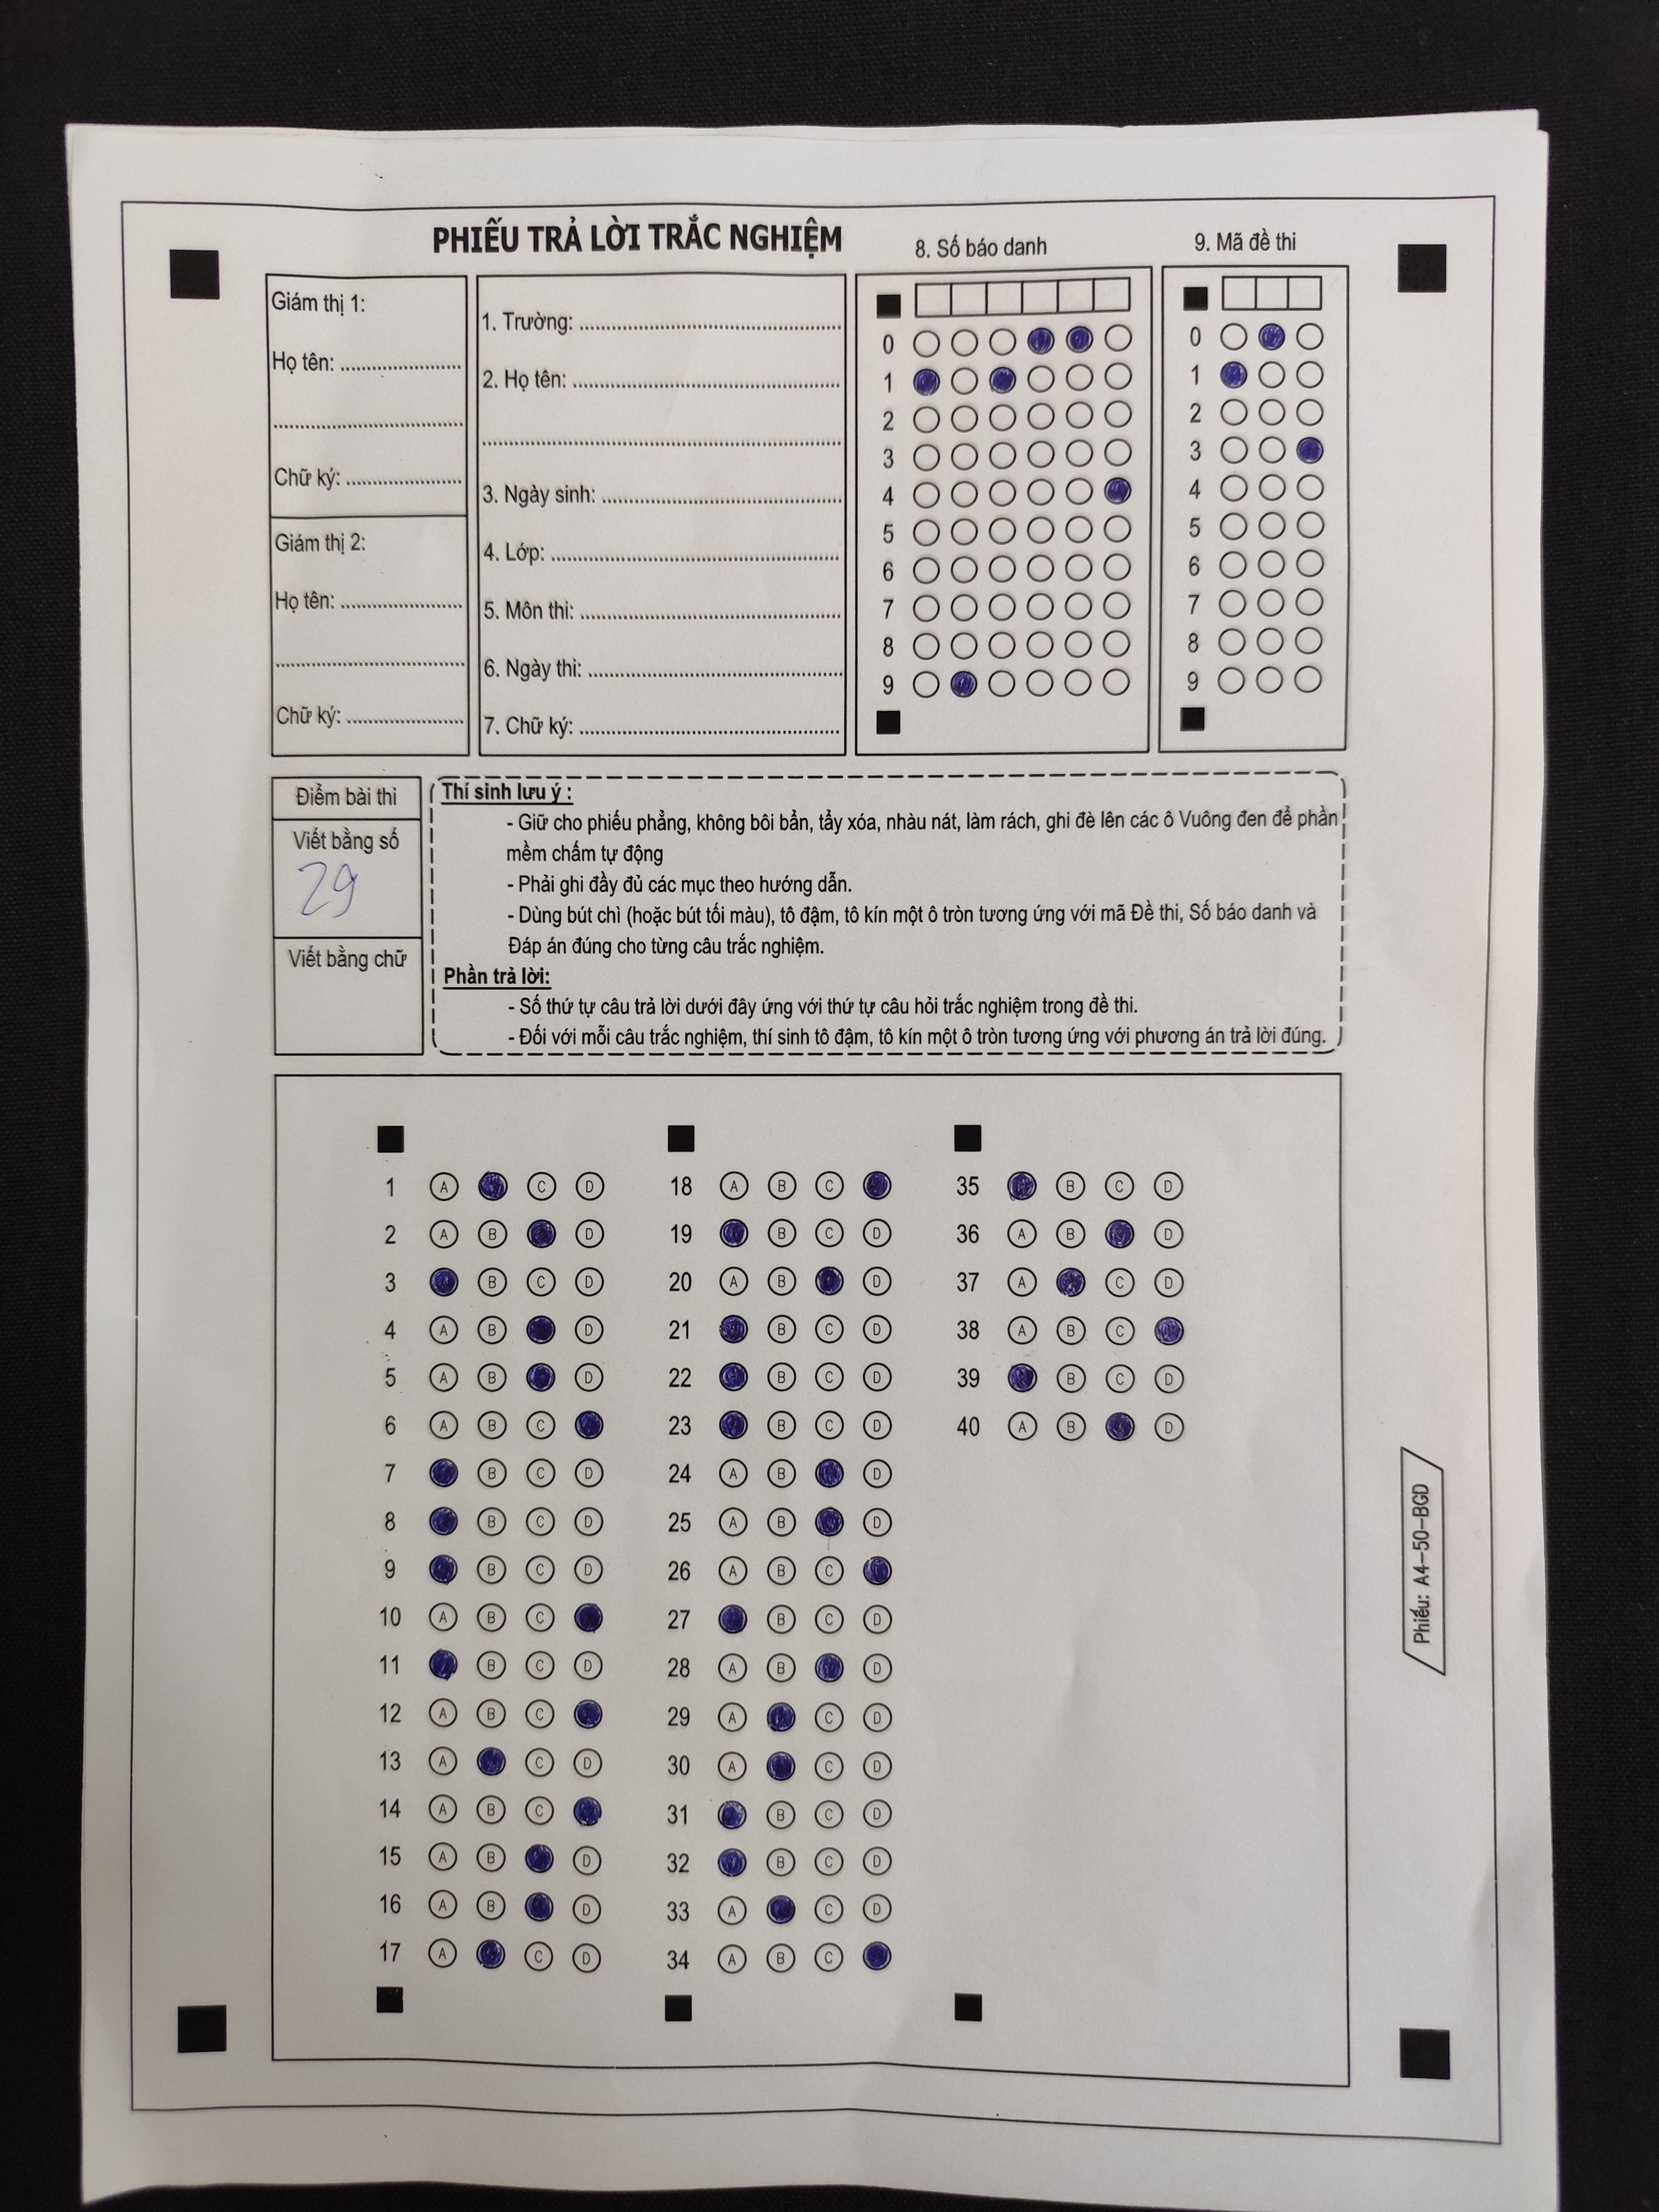 PHIẾU TRẢ LỜI TRẮC NGHIỆM
8. Số báo danh
9. Mã đề thi
Giám thị 1:
Họ tên: ......................
...................................
Chữ ký: .....................
Giám thị 2:
Họ tên: ......................
...................................
Chữ ký: .....................
1. Trường: ..................................................
2. Họ tên: ...................................................
....................................................................
3. Ngày sinh: .............................................
4. Lớp: .......................................................
5. Môn thi: .................................................
6. Ngày thi: ................................................
7. Chữ ký: .................................................
0
1
2
3
4
5
6
7
8
9
0
1
2
3
4
5
6
7
8
9
Điểm bài thi
Viết bằng số
29
Viết bằng chữ
Thí sinh lưu ý :
- Giữ cho phiếu phẳng, không bôi bẩn, tẩy xóa, nhàu nát, làm rách, ghi đè lên các ô Vuông đen để phần
mềm chấm tự động
- Phải ghi đầy đủ các mục theo hướng dẫn.
- Dùng bút chì (hoặc bút tối màu), tô đậm, tô kín một ô tròn tương ứng với mã Đề thi, Số báo danh và
Đáp án đúng cho từng câu trắc nghiệm.
Phần trả lời:
- Số thứ tự câu trả lời dưới đây ứng với thứ tự câu hỏi trắc nghiệm trong đề thi.
- Đối với mỗi câu trắc nghiệm, thí sinh tô đậm, tô kín một ô tròn tương ứng với phương án trả lời đúng.
1 A C D
2 A B D
3 B C D
4 A B D
5 A B D
6 A B C
7 B C D
8 B C D
9 B C D
10 A B C
11 B C D
12 A B C
13 A C D
14 A B C
15 A B D
16 A B D
17 A C D
18 A B C
19 B C D
20 A B D
21 B C D
22 B C D
23 B C D
24 A B D
25 A B D
26 A B C
27 B C D
28 A B D
29 A C D
30 A C D
31 B C D
32 B C D
33 A C D
34 A B C
35 B C D
36 A B D
37 A C D
38 A B C
39 B C D
40 A B D
Phiếu: A4-50-BGD